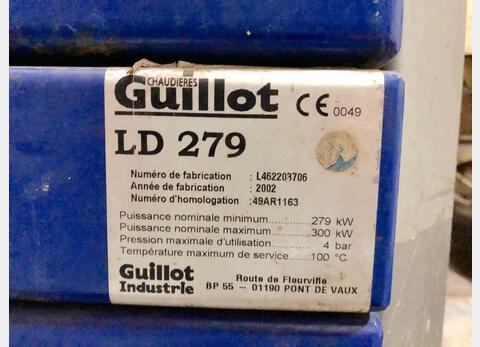 CHAUDIERES
Guillot
CE 0049
LD 279
Numéro de fabrication : L462203706
Année de fabrication : 2002
Numéro d'homologation :49AR1163
Puissance nominale minimum..............279 kW
Puissance nominale maximum.............300 kW
Pression maximale d'utilisation................4 bar
Température maximum de service.......100 °C
Guillot
Industrie
Route de Fleurville
BP 55 - 01190 PONT DE VAUX